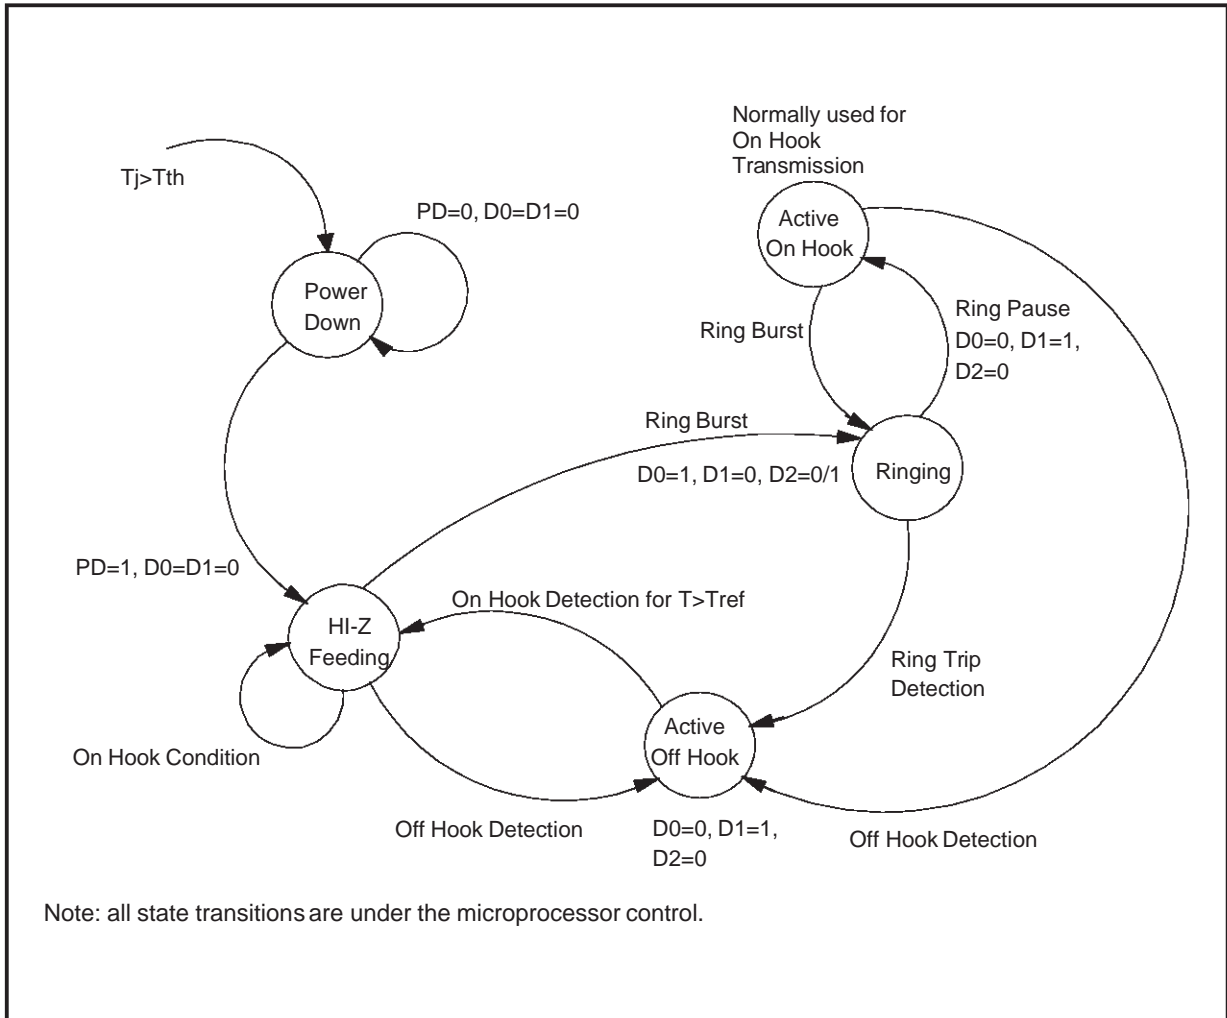 Normally used for
On Hook
Transmission
Tj>Tth
PD=0, D0=D1=0
Active
On Hook
Power
Down
Ring Burst
Ring Pause
D0=0, D1=1,
D2=0
Ring Burst
D0=1, D1=0, D2=0/1
Ringing
PD=1, D0=D1=0
On Hook Detection for T>Tref
HI-Z
Feeding
Ring Trip
Detection
Active
Off Hook
On Hook Condition
Off Hook Detection
D0=0, D1=1,
D2=0
Off Hook Detection
Note: all state transitions are under the microprocessor control.